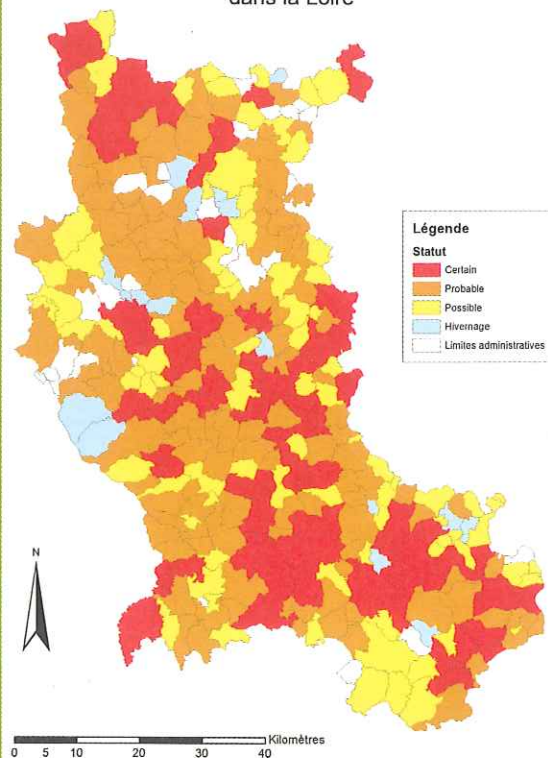 dans la Loire
Légende
Statut
Certain
Probable
Possible
Hivernage
Limites administratives
N
Kilomètres
0 5 10 20 30 40